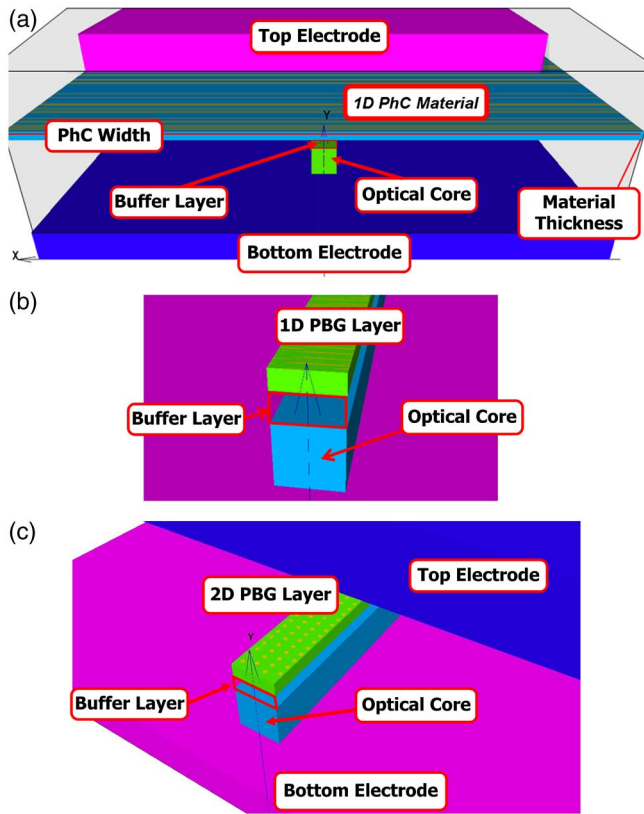 (a)
Top Electrode
1D PhC Material
Y
PhC Width
Buffer Layer
Optical Core
Material
Thickness
X
Bottom Electrode
(b)
1D PBG Layer
Buffer Layer
Optical Core
(c)
Top Electrode
2D PBG Layer
Y
Buffer Layer
Optical Core
Bottom Electrode